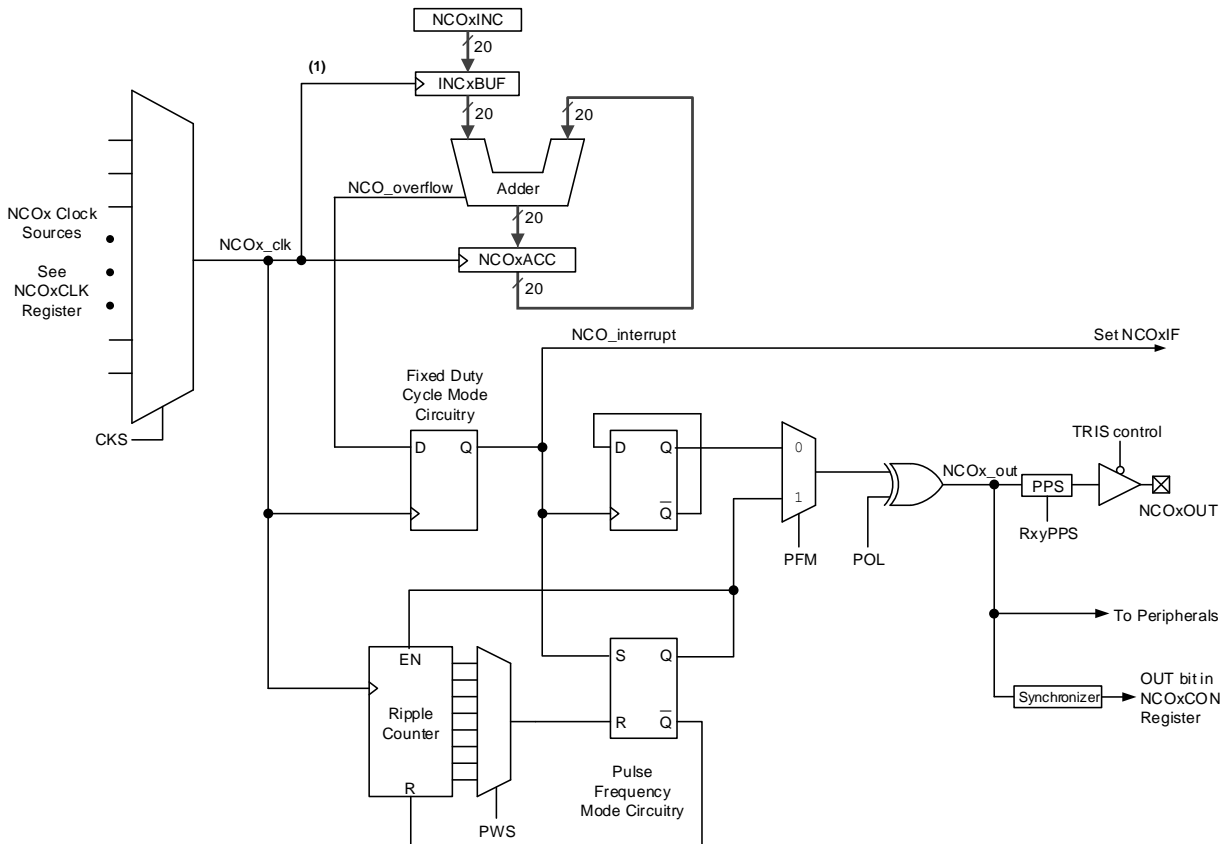 NCOxINC
20
(1)
INCxBUF
20
20
Adder
NCO_overflow
20
NCOx Clock
Sources
See
NCOxCLK
Register
NCOx_clk
NCOxACC
20
CKS
NCO_interrupt
Set NCOxIF
Fixed Duty
Cycle Mode
Circuitry
D
Q
D
Q
Q
0
1
PFM
POL
NCOx_out
TRIS control
PPS
RxyPPS
NCOxOUT
To Peripherals
EN
Ripple
Counter
R
PWS
S
Q
R
Q
Pulse
Frequency
Mode Circuitry
Synchronizer
OUT bit in
NCOxCON
Register